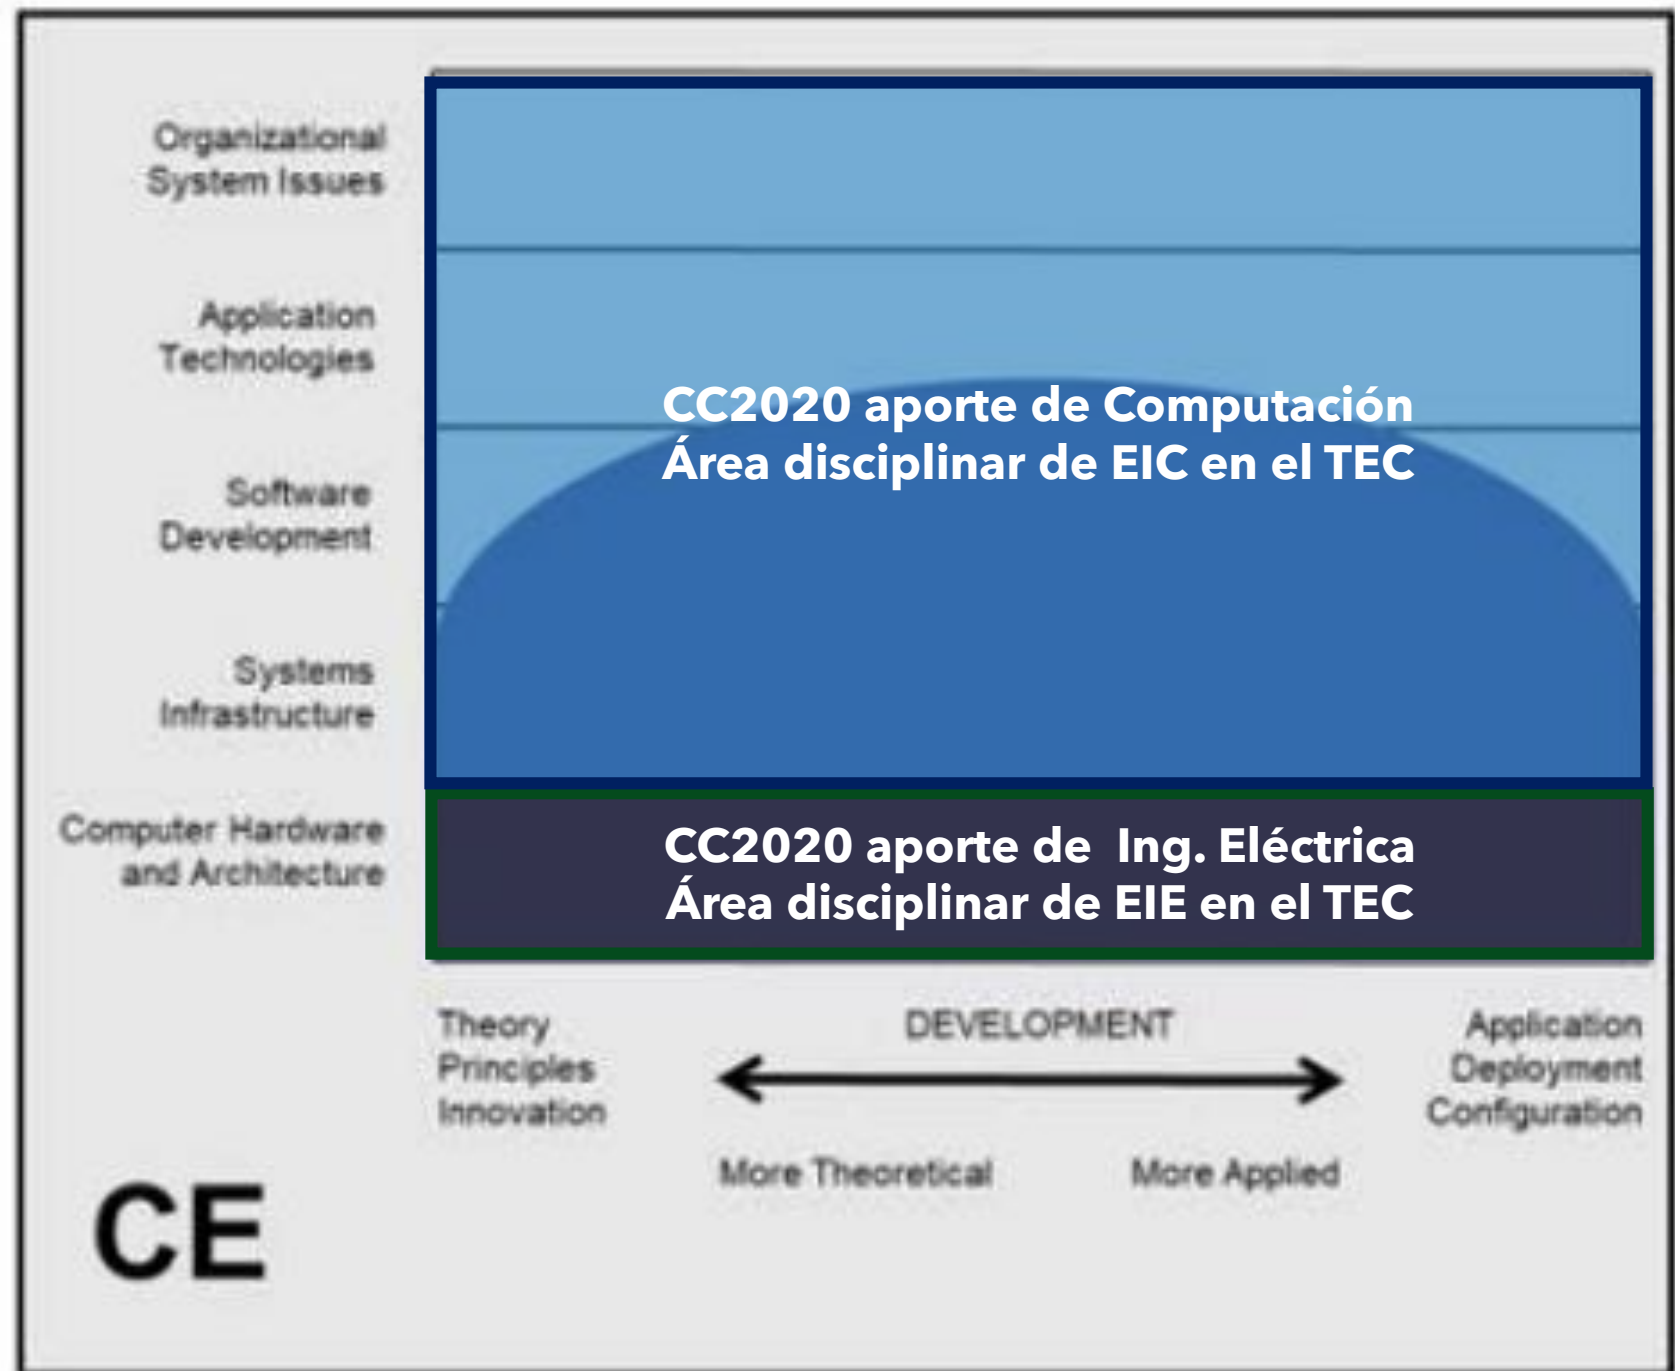 Organizational
System Issues
Application
Technologies
CC2020 aporte de Computación
Área disciplinar de EIC en el TEC
Software
Development
Systems
Infrastructure
Computer Hardware
and Architecture
CC2020 aporte de Ing. Eléctrica
Área disciplinar de EIE en el TEC
Theory
Principles
Innovation
DEVELOPMENT
Application
Deployment
Configuration
More Theoretical
More Applied
CE